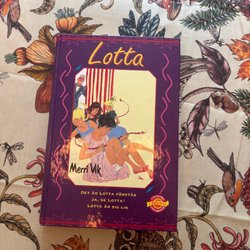 Lotta
Merri Vik
Det är Lotta förstås
Ja, se Lotta!
Lotta är sig lik